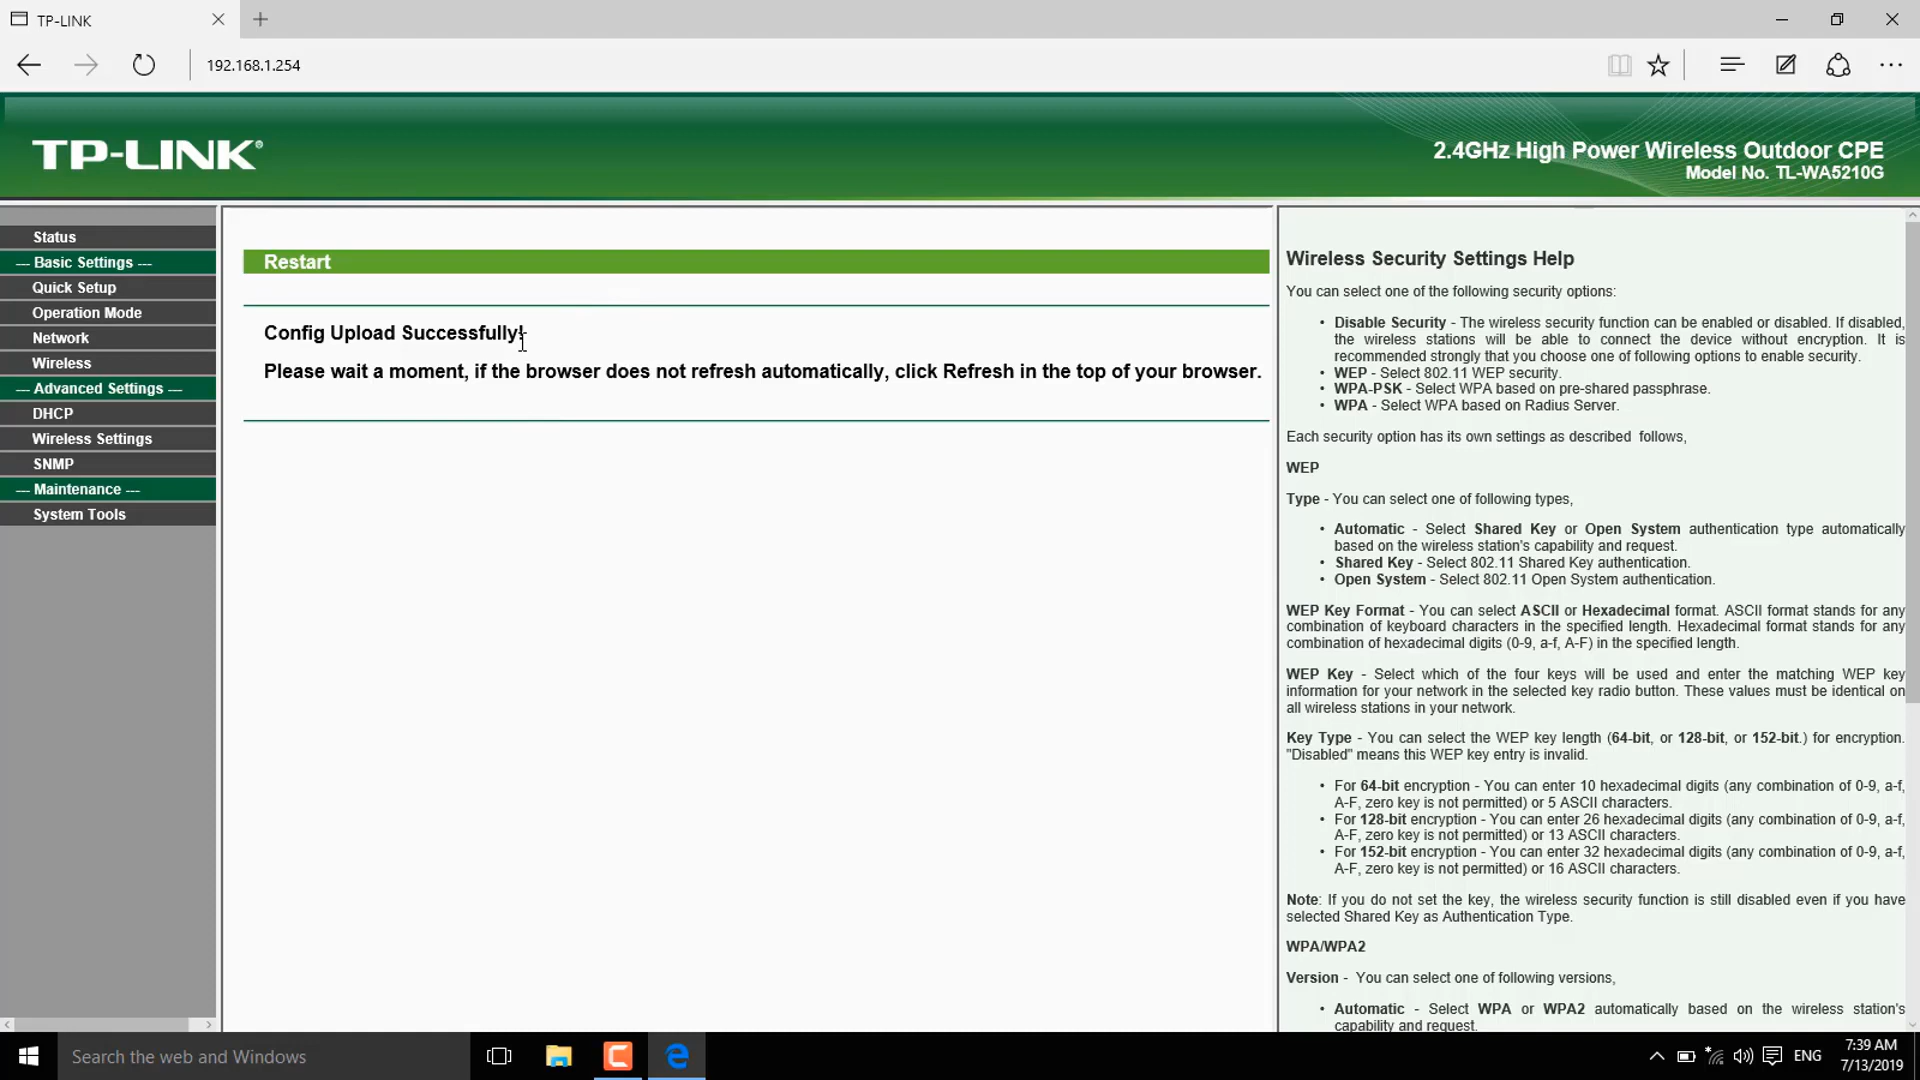 TP-LINK
192.168.1.254
TP-LINK®
2.4GHz High Power Wireless Outdoor CPE
Model No. TL-WA5210G
Status
--- Basic Settings ---
Quick Setup
Operation Mode
Network
Wireless
--- Advanced Settings ---
DHCP
Wireless Settings
SNMP
--- Maintenance ---
System Tools
Restart
Config Upload Successfully!
Please wait a moment, if the browser does not refresh automatically, click Refresh in the top of your browser.
Wireless Security Settings Help
You can select one of the following security options:
• Disable Security - The wireless security function can be enabled or disabled. If disabled,
the wireless stations will be able to connect the device without encryption. It is
recommended strongly that you choose one of following options to enable security.
• WEP - Select 802.11 WEP security.
• WPA-PSK - Select WPA based on pre-shared passphrase.
• WPA - Select WPA based on Radius Server.
Each security option has its own settings as described follows,
WEP
Type - You can select one of following types,
• Automatic - Select Shared Key or Open System authentication type automatically
based on the wireless station's capability and request.
• Shared Key - Select 802.11 Shared Key authentication.
• Open System - Select 802.11 Open System authentication.
WEP Key Format - You can select ASCII or Hexadecimal format. ASCII format stands for any
combination of keyboard characters in the specified length. Hexadecimal format stands for any
combination of hexadecimal digits (0-9, a-f, A-F) in the specified length.
WEP Key - Select which of the four keys will be used and enter the matching WEP key
information for your network in the selected key radio button. These values must be identical on
all wireless stations in your network.
Key Type - You can select the WEP key length (64-bit, or 128-bit, or 152-bit.) for encryption.
"Disabled" means this WEP key entry is invalid.
• For 64-bit encryption - You can enter 10 hexadecimal digits (any combination of 0-9, a-f,
A-F, zero key is not permitted) or 5 ASCII characters.
• For 128-bit encryption - You can enter 26 hexadecimal digits (any combination of 0-9, a-f,
A-F, zero key is not permitted) or 13 ASCII characters.
• For 152-bit encryption - You can enter 32 hexadecimal digits (any combination of 0-9, a-f,
A-F, zero key is not permitted) or 16 ASCII characters.
Note: If you do not set the key, the wireless security function is still disabled even if you have
selected Shared Key as Authentication Type.
WPA/WPA2
Version - You can select one of following versions,
• Automatic - Select WPA or WPA2 automatically based on the wireless station's
capability and request.
Search the web and Windows
ENG
7:39 AM
7/13/2019